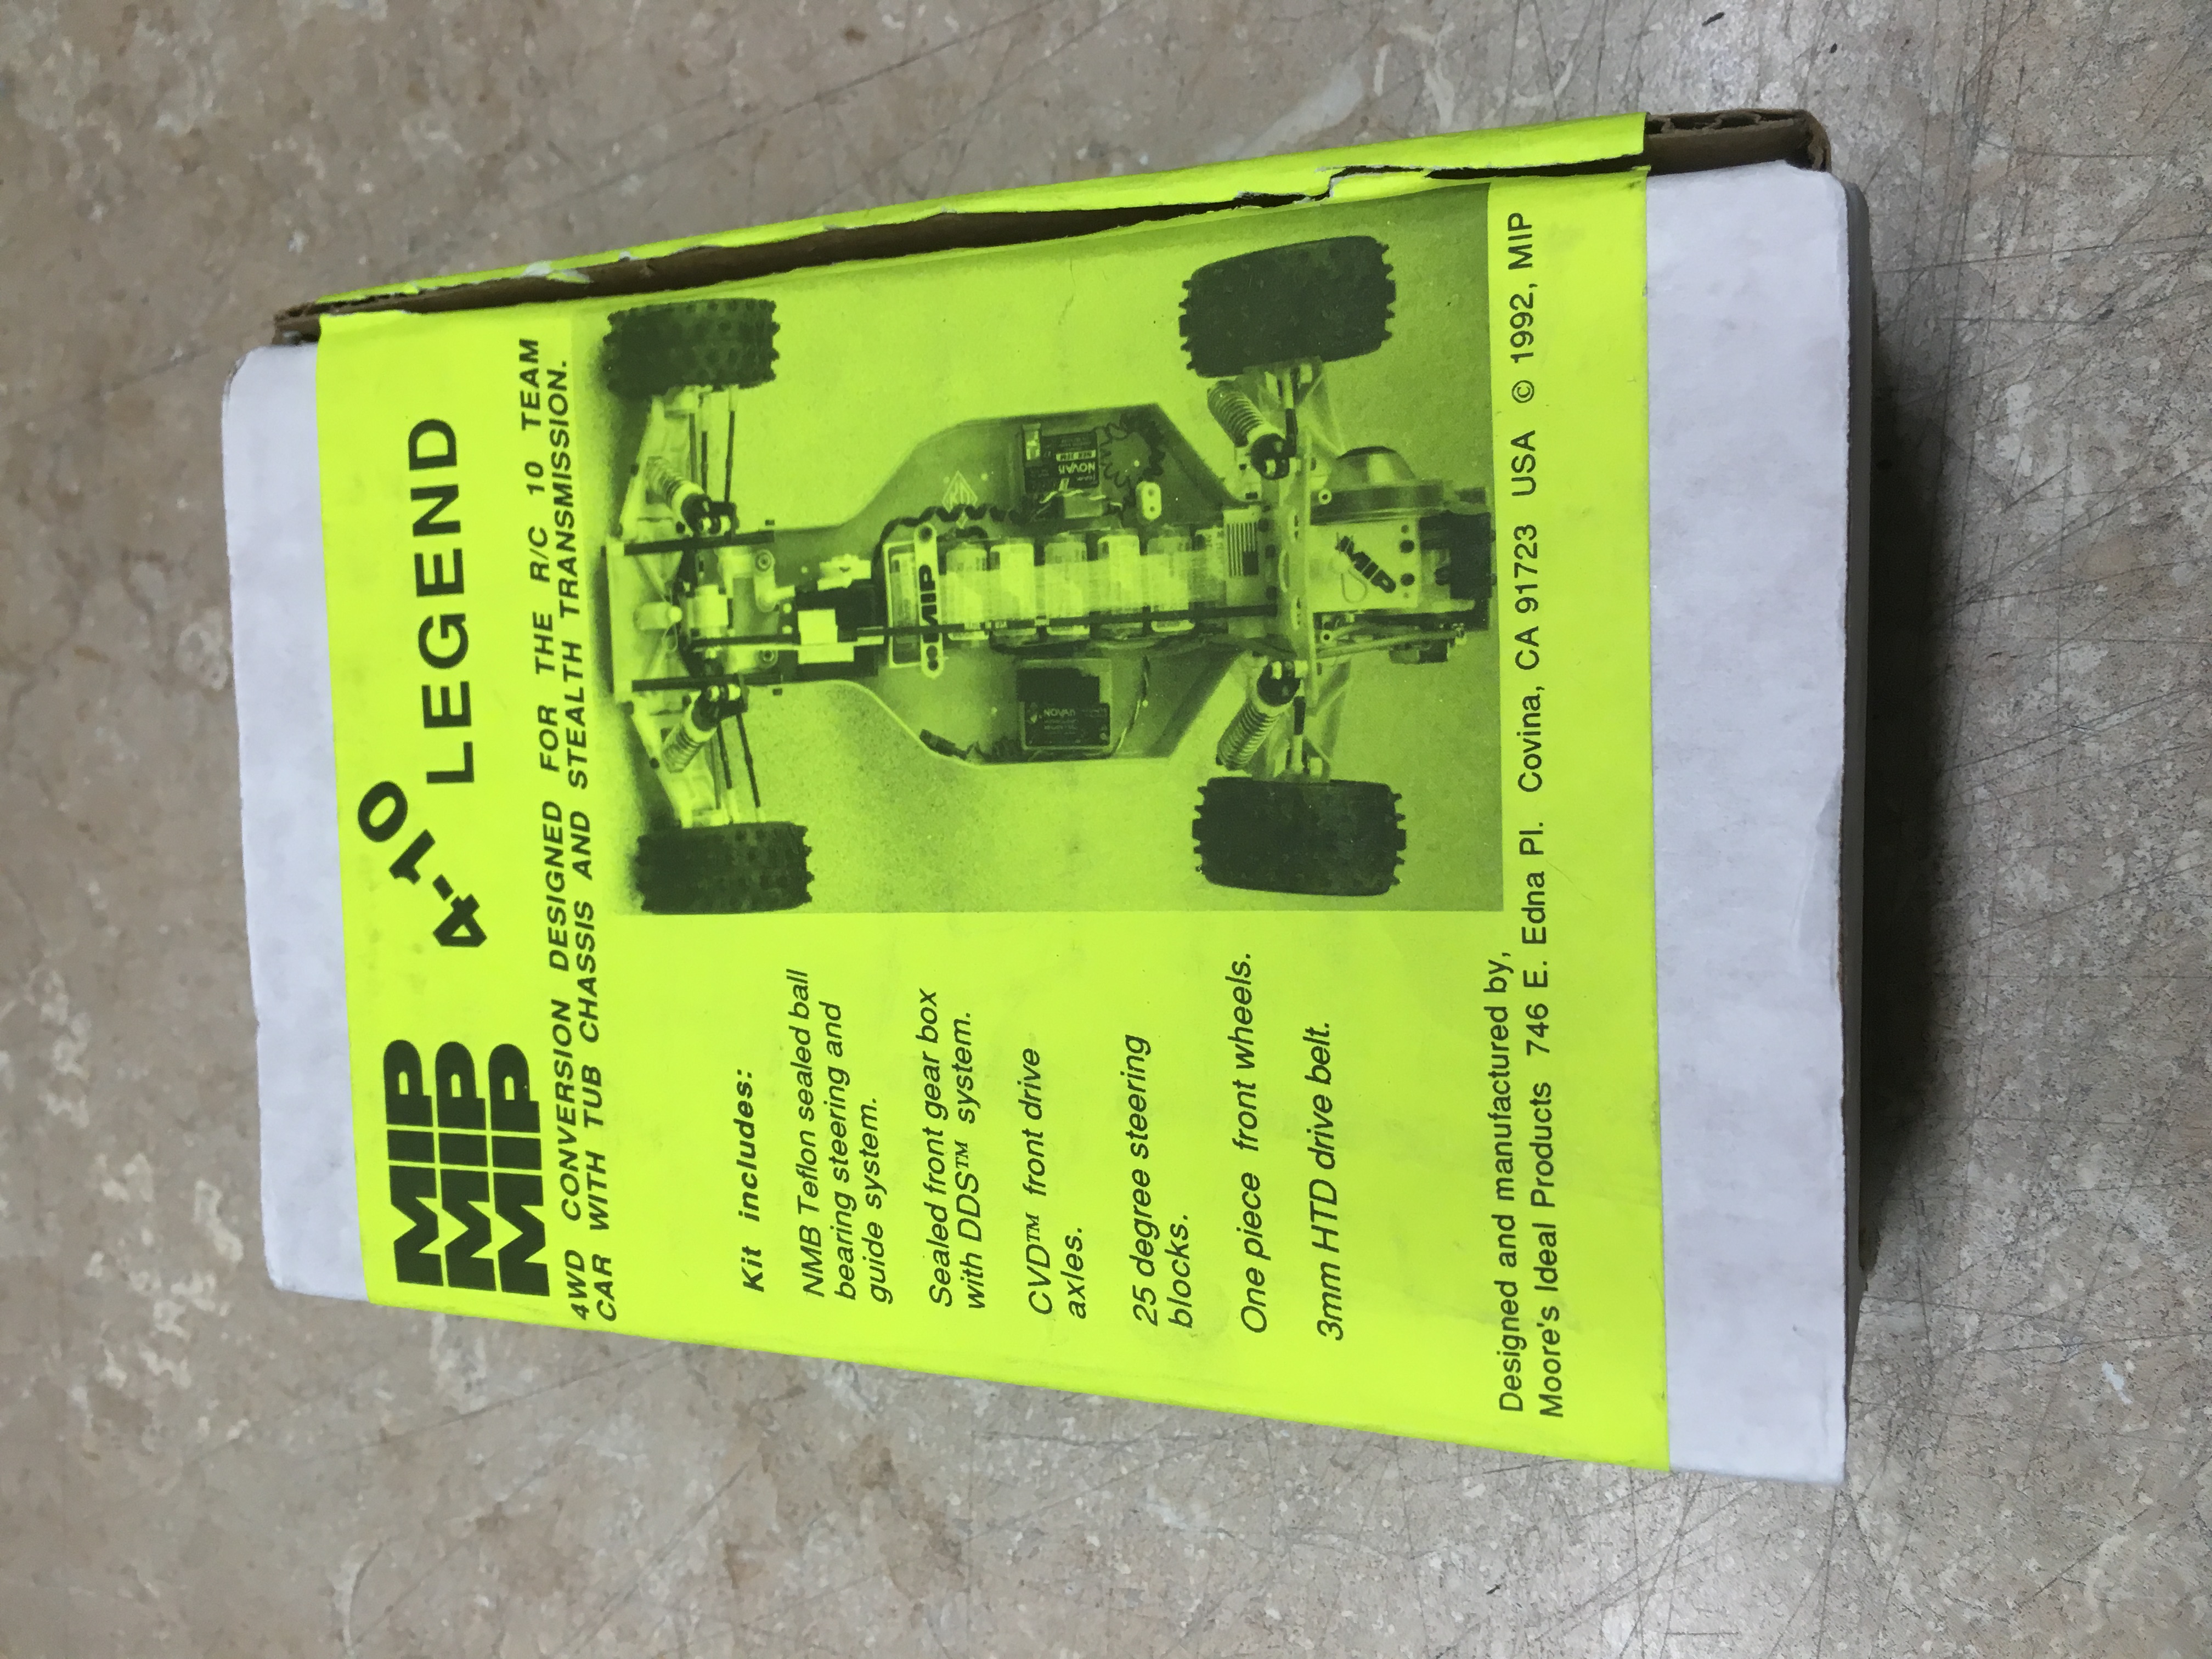 MIP
MIP
MIP
4-10
LEGEND
4WD CONVERSION DESIGNED FOR THE R/C 10 TEAM
CAR WITH TUB CHASSIS AND STEALTH TRANSMISSION.
Kit includes:
NMB Teflon sealed ball
bearing steering and
guide system.
Sealed front gear box
with DDS™ system.
CVD™ front drive
axles.
25 degree steering
blocks.
One piece front wheels.
3mm HTD drive belt.
MIP
NOVAK
MIP
Designed and manufactured by,
Moore's Ideal Products 746 E. Edna Pl. Covina, CA 91723 USA © 1992, MIP